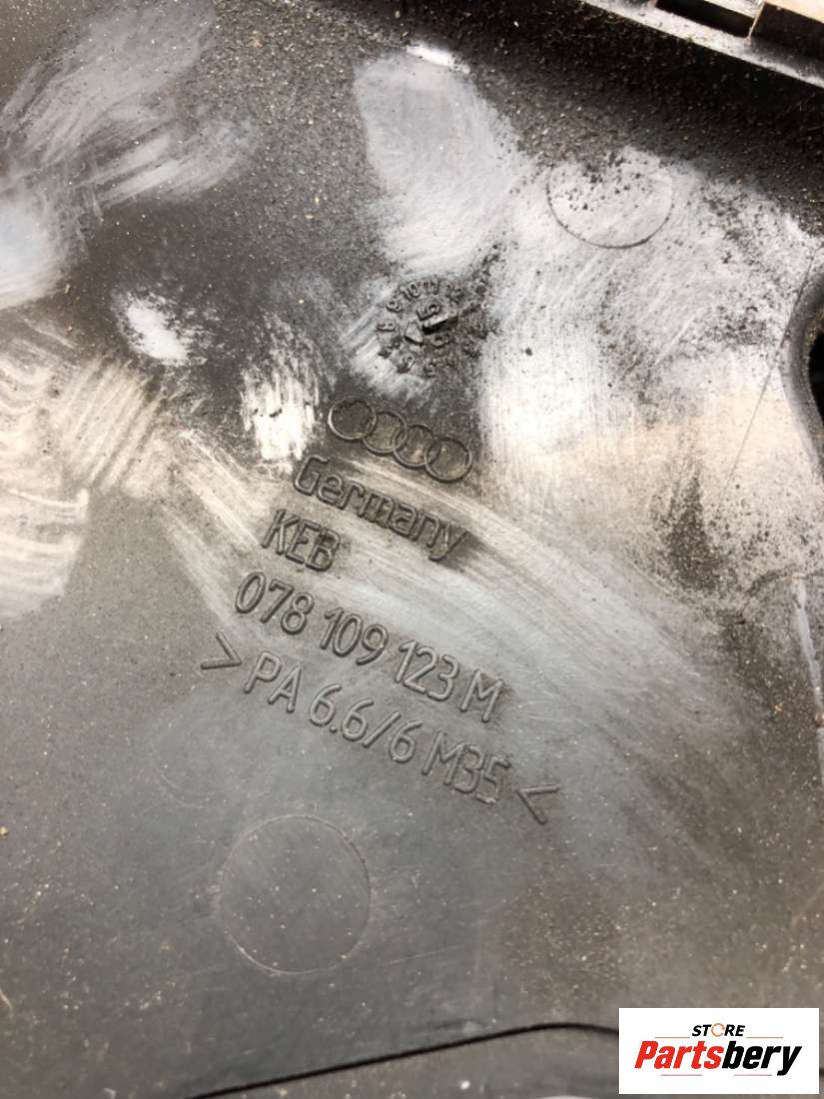 Germany
KEB
078 109 123 M
>PA 6.6/6 M35<
STORE
Partsbery